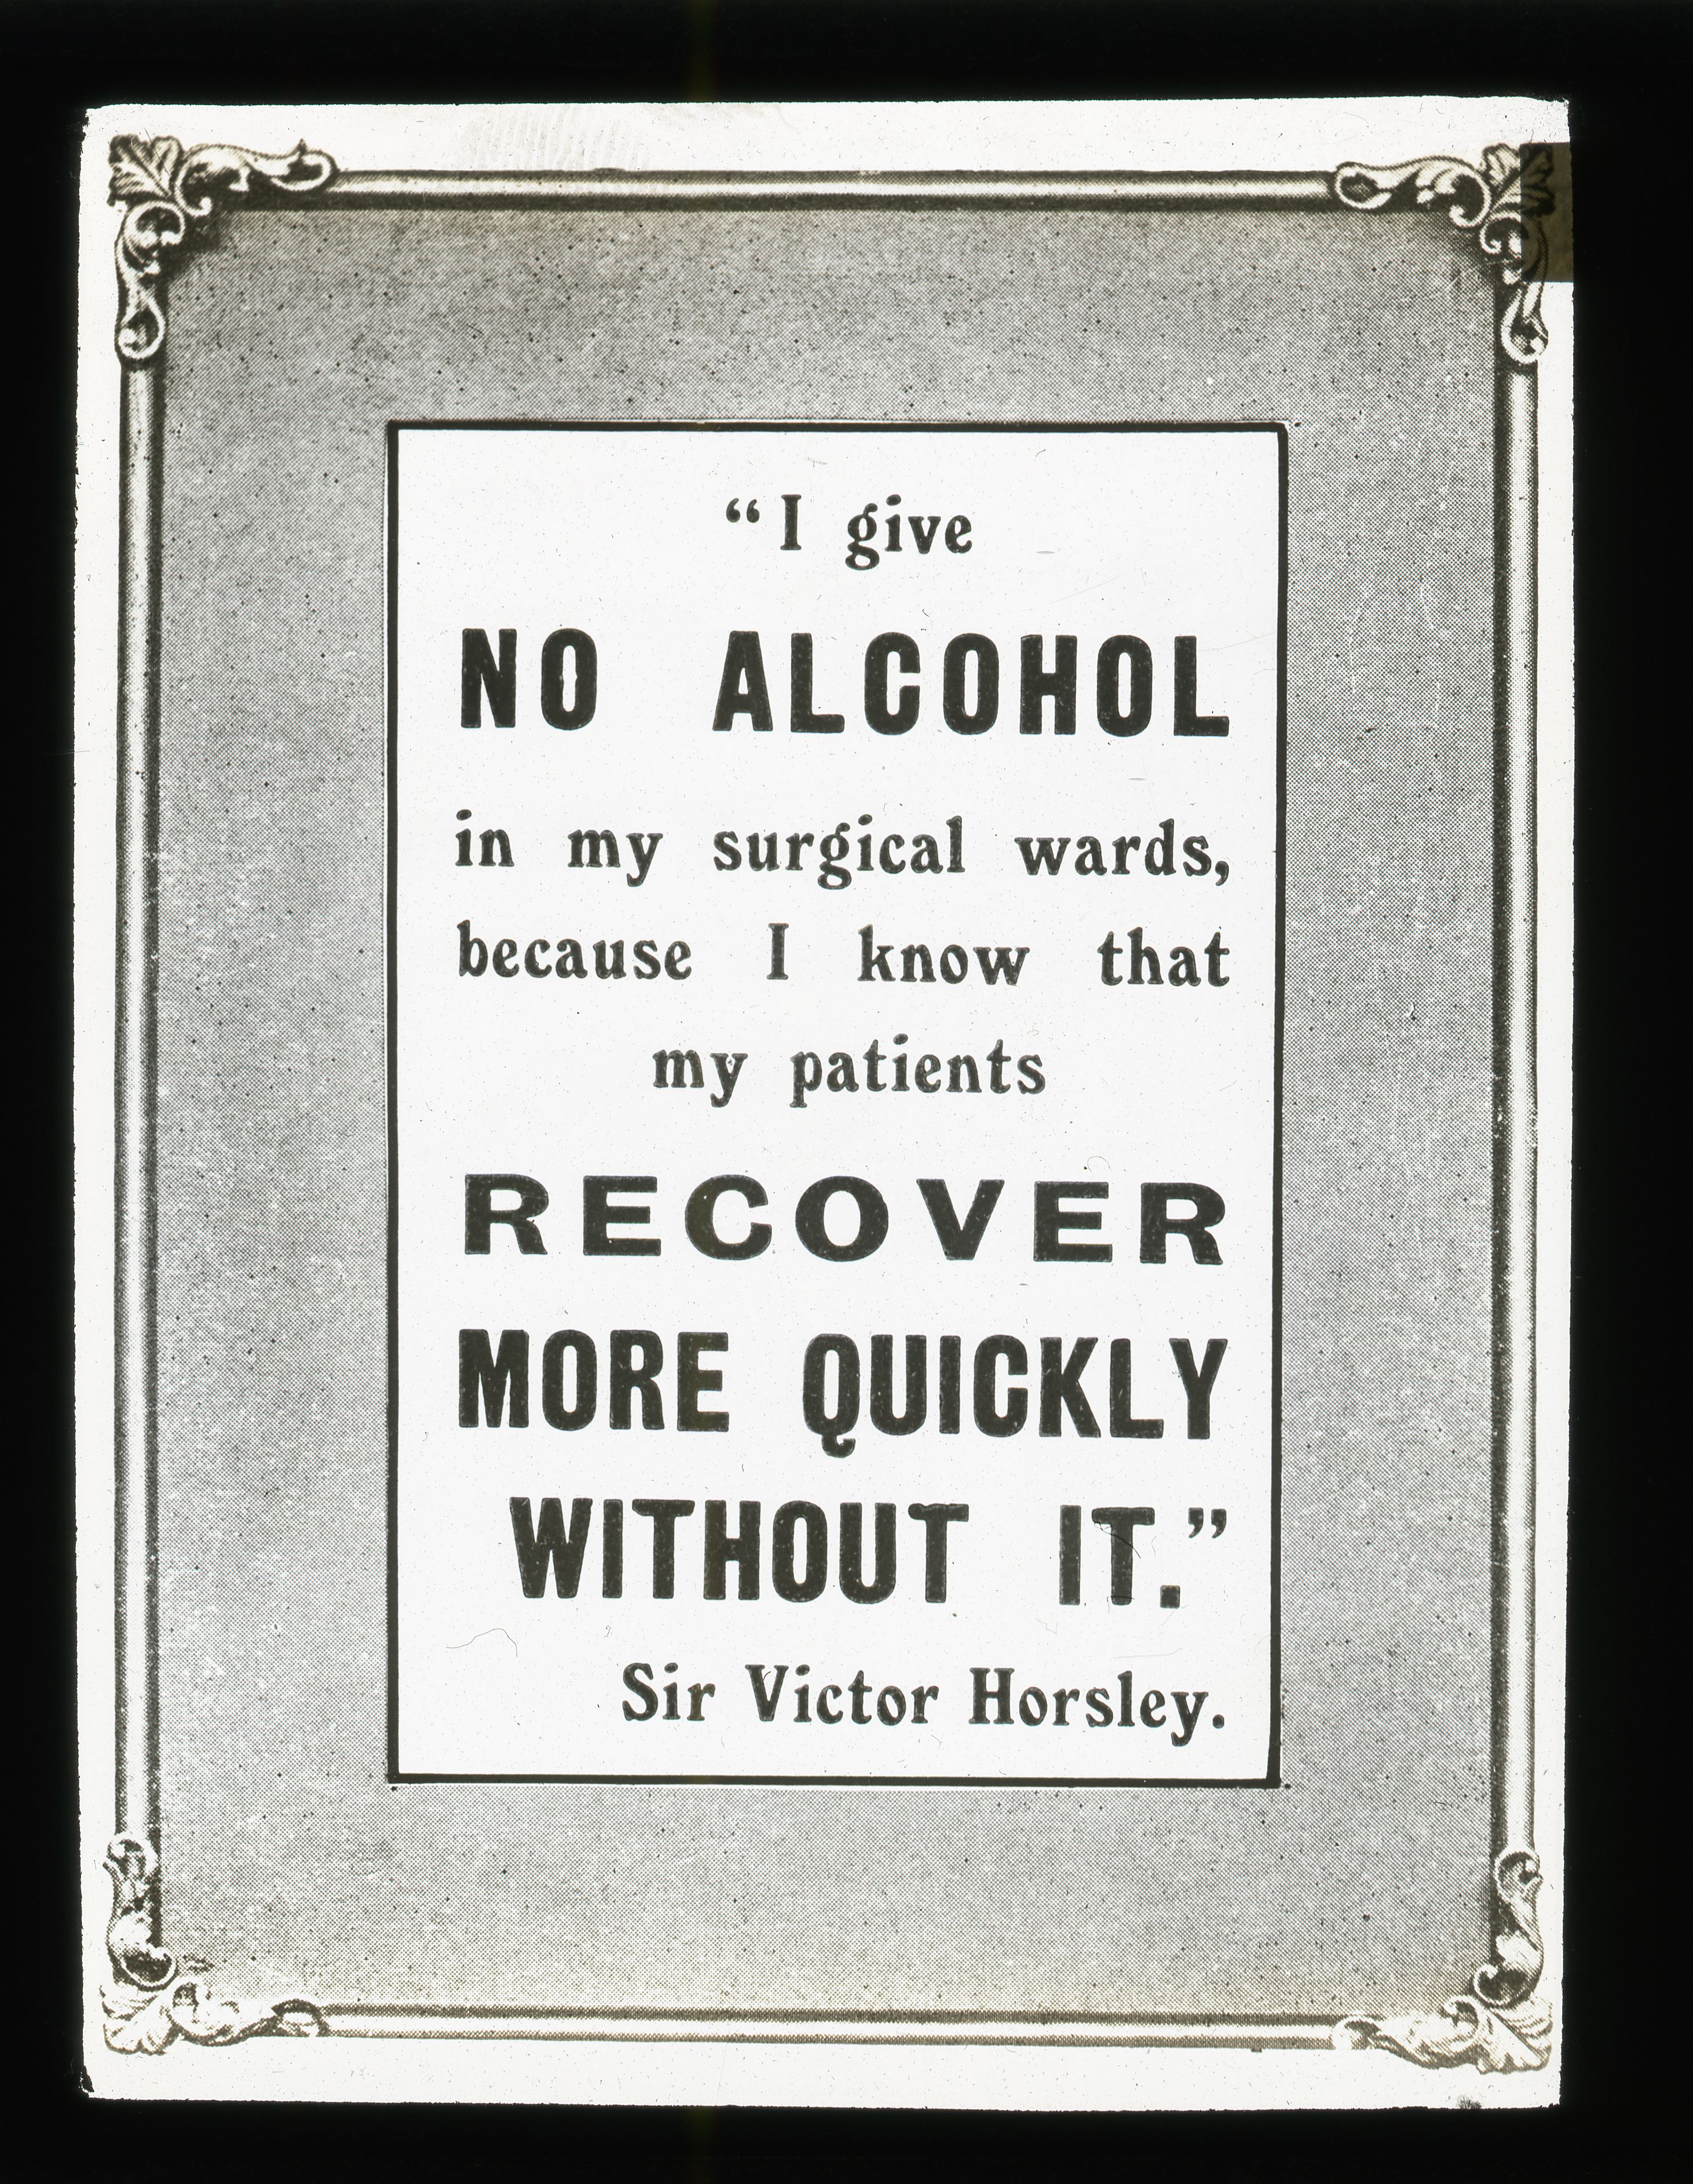 “I give
NO ALCOHOL
in my surgical wards,
because I know that
my patients
RECOVER
MORE QUICKLY
WITHOUT IT.”
Sir Victor Horsley.